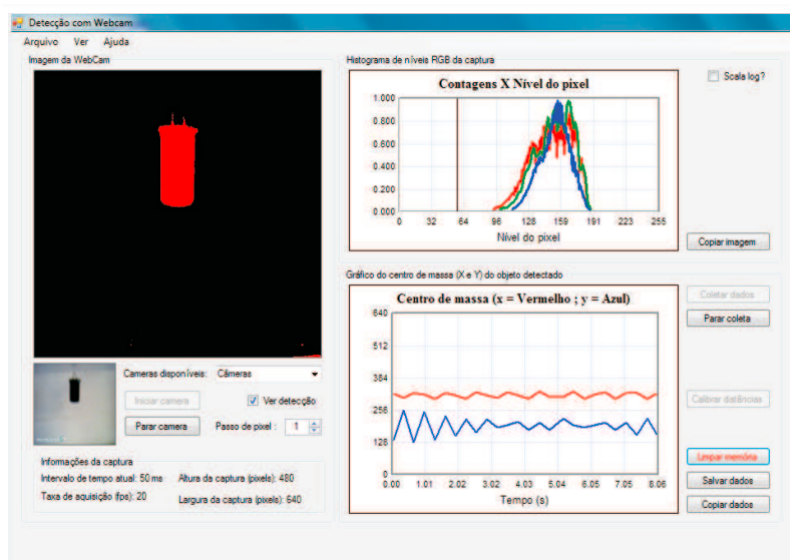 Detecção com Webcam
Arquivo Ver Ajuda
Imagem da WebCam
Cameras disponíveis: Câmeras
Iniciar camera
Ver detecção
Parar camera
Passo de pixel : 1
Informações da captura
Intervalo de tempo atual: 50 ms
Altura da captura (pixels): 480
Taxa de aquisição (fps): 20
Largura da captura (pixels): 640
Histograma de níveis RGB da captura
Scala log?
Contagens X Nível do pixel
1.000
0.800
0.600
0.400
0.200
0.000
0 32 64 96 128 159 191 223 255
Nível do pixel
Copiar imagem
Gráfico do centro de massa (X e Y) do objeto detectado
Centro de massa (x = Vermelho ; y = Azul)
640
512
384
256
128
0
0.00 1.01 2.02 3.02 4.03 5.04 6.05 7.05 8.06
Tempo (s)
Coletar dados
Parar coleta
Calibrar distâncias
Limpar memória
Salvar dados
Copiar dados